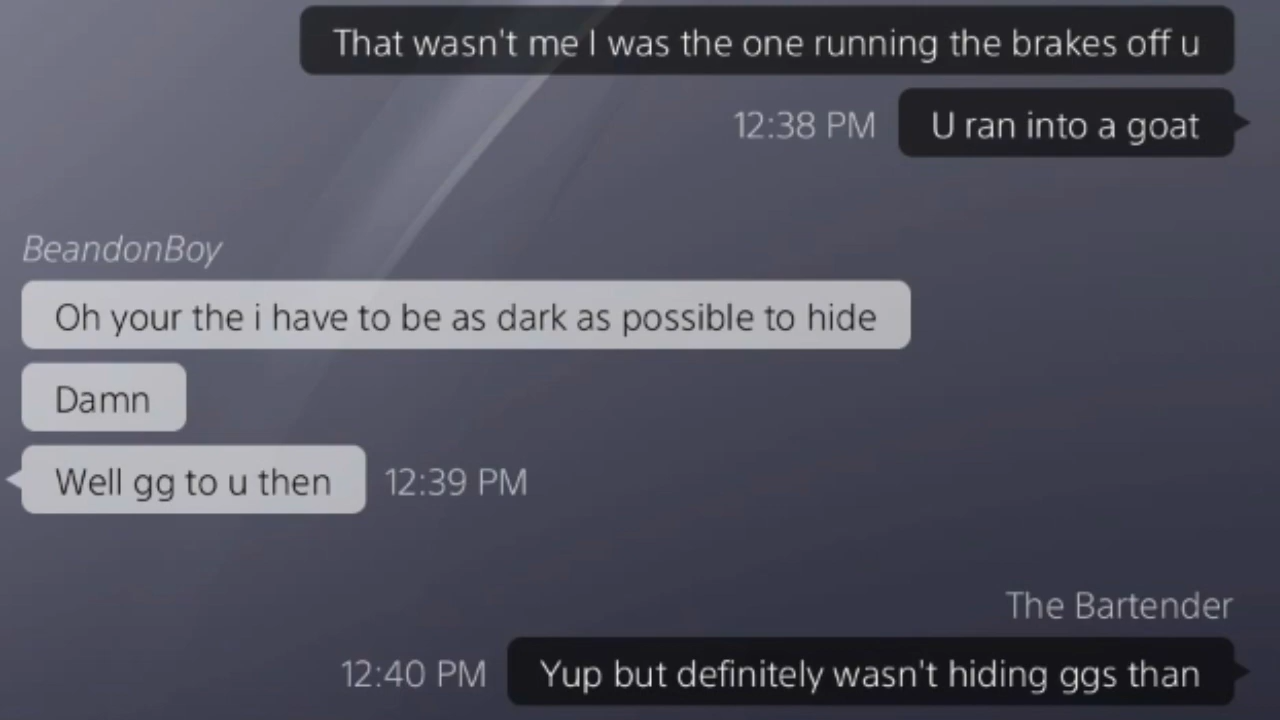 That wasn't me I was the one running the brakes off u
12:38 PM U ran into a goat
BeandonBoy
Oh your the i have to be as dark as possible to hide
Damn
Well gg to u then 12:39 PM
The Bartender
12:40 PM Yup but definitely wasn't hiding ggs than